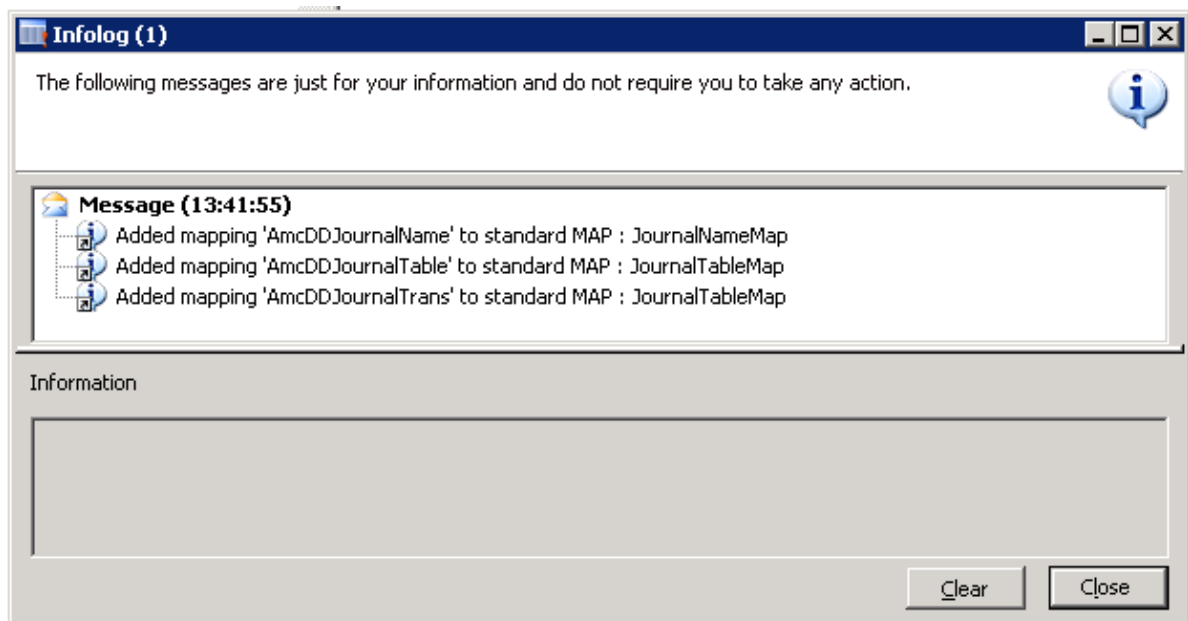 Infolog (1)
The following messages are just for your information and do not require you to take any action.
Message (13:41:55)
Added mapping 'AmcDDJournalName' to standard MAP : JournalNameMap
Added mapping 'AmcDDJournalTable' to standard MAP : JournalTableMap
Added mapping 'AmcDDJournalTrans' to standard MAP : JournalTableMap
Information
Clear Close